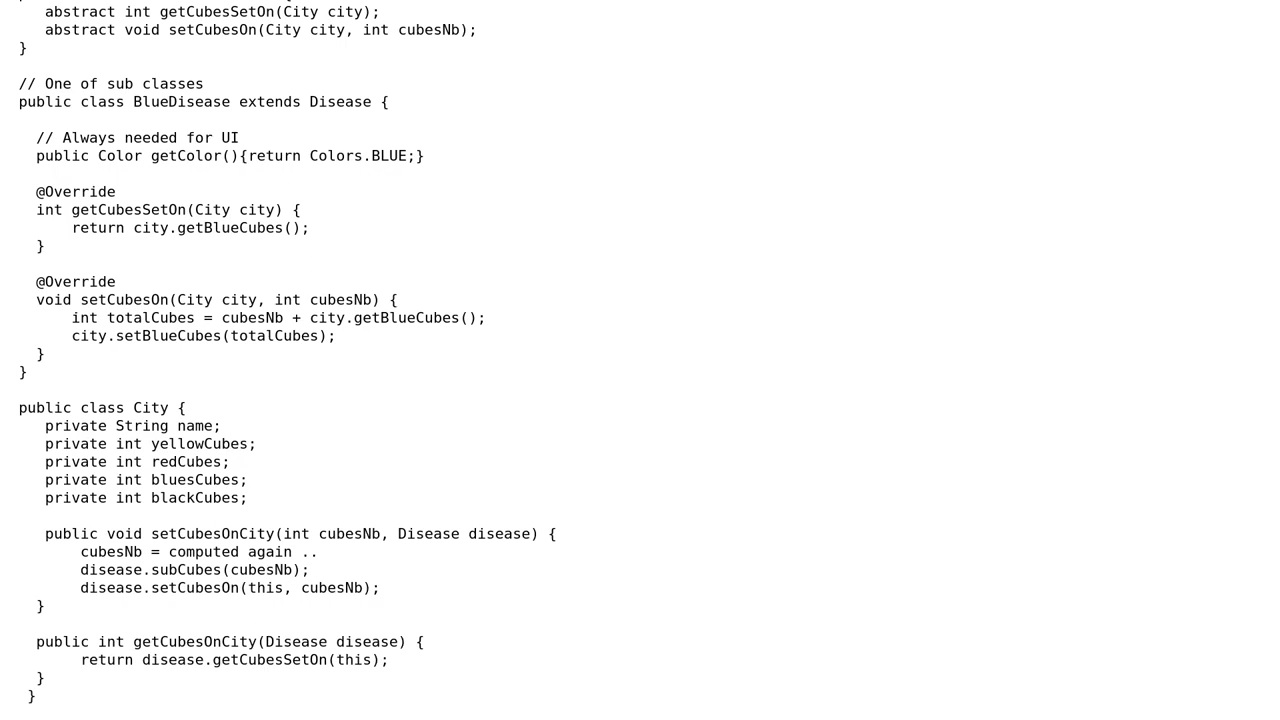 abstract int getCubesSetOn(City city);
abstract void setCubesOn(City city, int cubesNb);
}
// One of sub classes
public class BlueDisease extends Disease {
// Always needed for UI
public Color getColor(){return Colors.BLUE;}
@Override
int getCubesSetOn(City city) {
return city.getBlueCubes();
}
@Override
void setCubesOn(City city, int cubesNb) {
int totalCubes = cubesNb + city.getBlueCubes();
city.setBlueCubes(totalCubes);
}
}
public class City {
private String name;
private int yellowCubes;
private int redCubes;
private int bluesCubes;
private int blackCubes;
public void setCubesOnCity(int cubesNb, Disease disease) {
cubesNb = computed again ..
disease.subCubes(cubesNb);
disease.setCubesOn(this, cubesNb);
}
public int getCubesOnCity(Disease disease) {
return disease.getCubesSetOn(this);
}
}